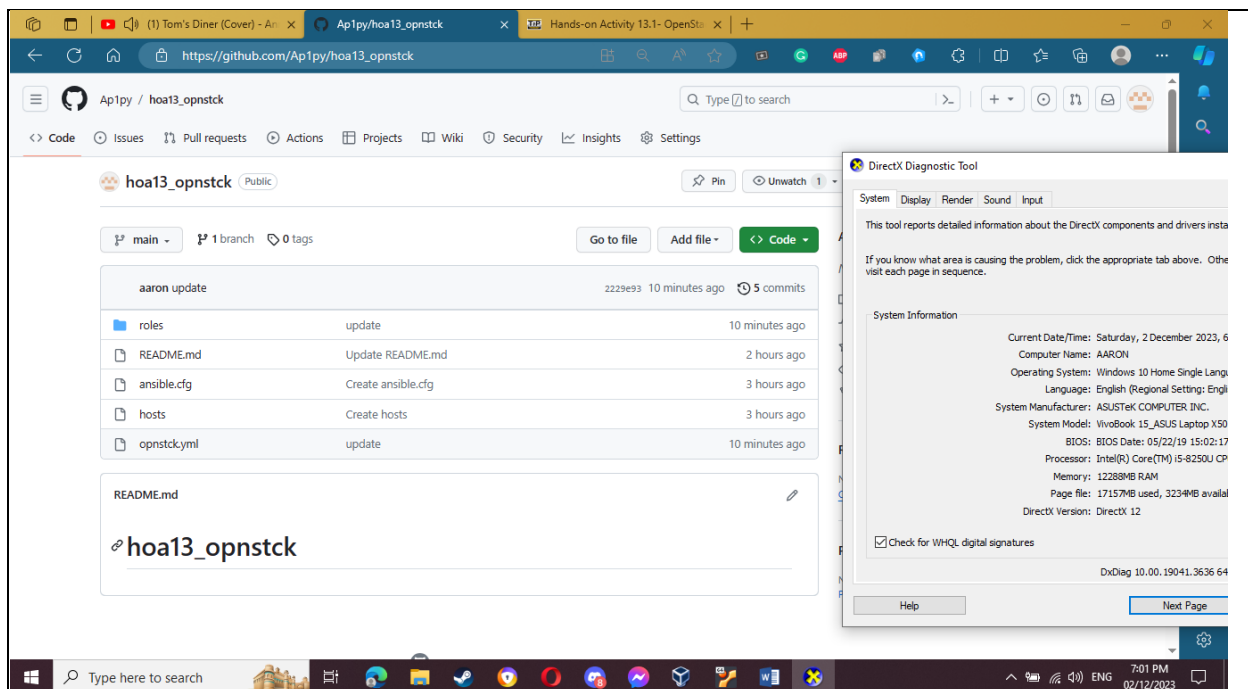 (1) Tom's Diner (Cover) - An
Ap1py/hoa13_opnstck
Hands-on Activity 13.1- OpenSta
https://github.com/Ap1py/hoa13_opnstck
Ap1py / hoa13_opnstck
Type / to search
Code
Issues
Pull requests
Actions
Projects
Wiki
Security
Insights
Settings
hoa13_opnstck Public
Pin
Unwatch 1
main
1 branch
0 tags
Go to file
Add file
Code
aaron update
2229e93 10 minutes ago 5 commits
roles update 10 minutes ago
README.md Update README.md 2 hours ago
ansible.cfg Create ansible.cfg 3 hours ago
hosts Create hosts 3 hours ago
opnstck.yml update 10 minutes ago
README.md
hoa13_opnstck
DirectX Diagnostic Tool
System Display Render Sound Input
This tool reports detailed information about the DirectX components and drivers insta
If you know what area is causing the problem, click the appropriate tab above. Othe
visit each page in sequence.
System Information
Current Date/Time: Saturday, 2 December 2023, 6
Computer Name: AARON
Operating System: Windows 10 Home Single Langu
Language: English (Regional Setting: Engli
System Manufacturer: ASUSTeK COMPUTER INC.
System Model: VivoBook 15_ASUS Laptop X50
BIOS: BIOS Date: 05/22/19 15:02:17
Processor: Intel(R) Core(TM) i5-8250U CP
Memory: 12288MB RAM
Page file: 17157MB used, 3234MB availal
DirectX Version: DirectX 12
Check for WHQL digital signatures
DxDiag 10.00.19041.3636 64
Help
Next Page
Type here to search
ENG
7:01 PM
02/12/2023